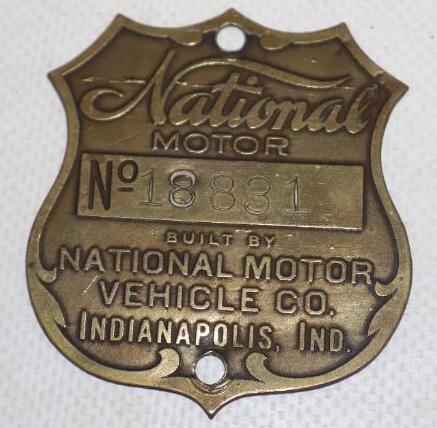 National
MOTOR
Nº 18831
BUILT BY
NATIONAL MOTOR
VEHICLE CO.
INDIANAPOLIS, IND.